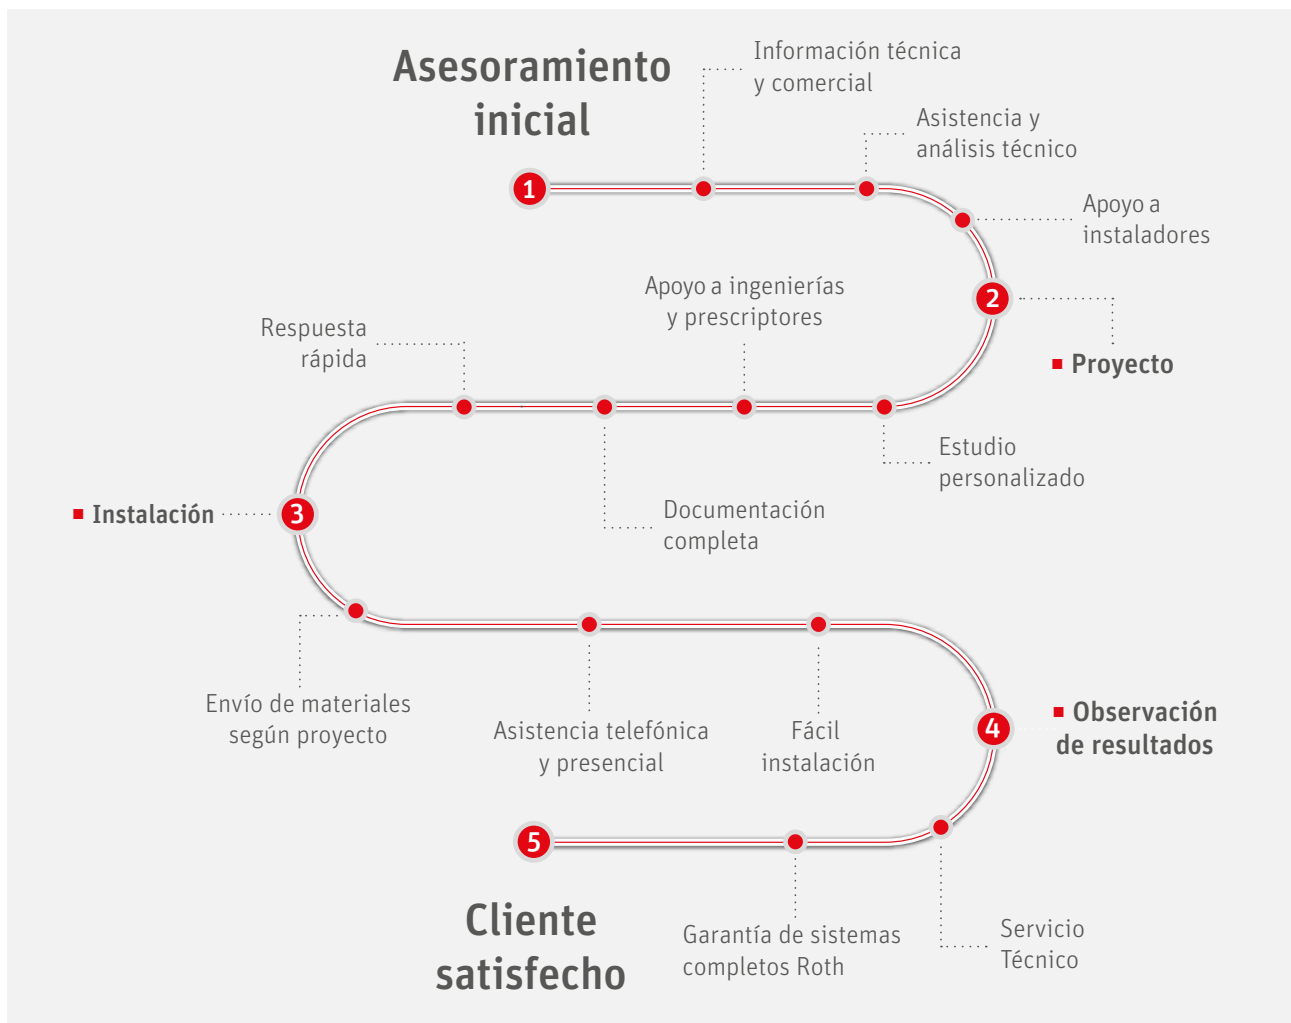 Asesoramiento
inicial
Información técnica
y comercial
Asistencia y
análisis técnico
1
Apoyo a
instaladores
2
Proyecto
Apoyo a ingenierías
y prescriptores
Respuesta
rápida
Estudio
personalizado
Documentación
completa
Instalación
3
Envío de materiales
según proyecto
Asistencia telefónica
y presencial
Fácil
instalación
4
Observación
de resultados
5
Cliente
satisfecho
Garantía de sistemas
completos Roth
Servicio
Técnico